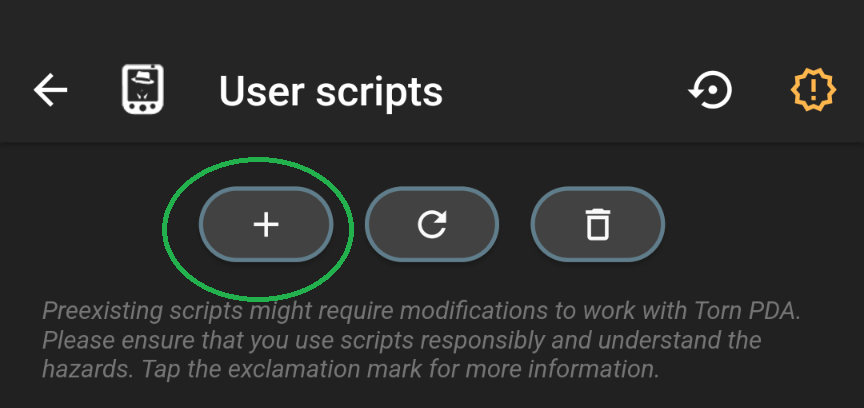 User scripts
Preexisting scripts might require modifications to work with Torn PDA.
Please ensure that you use scripts responsibly and understand the
hazards. Tap the exclamation mark for more information.